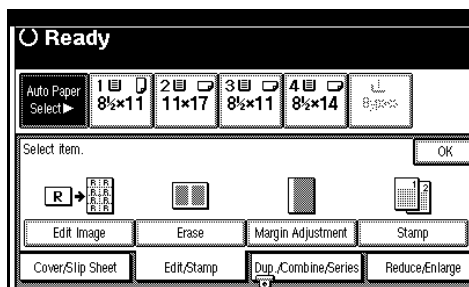 Ready
Auto Paper Select▶ 1 8½×11 2 11×17 3 8½×11 4 8½×14 Bypass
Select item. OK
R R R R R R R R R 1 2
Edit Image Erase Margin Adjustment Stamp
Cover/Slip Sheet Edit/Stamp Dup./Combine/Series Reduce/Enlarge